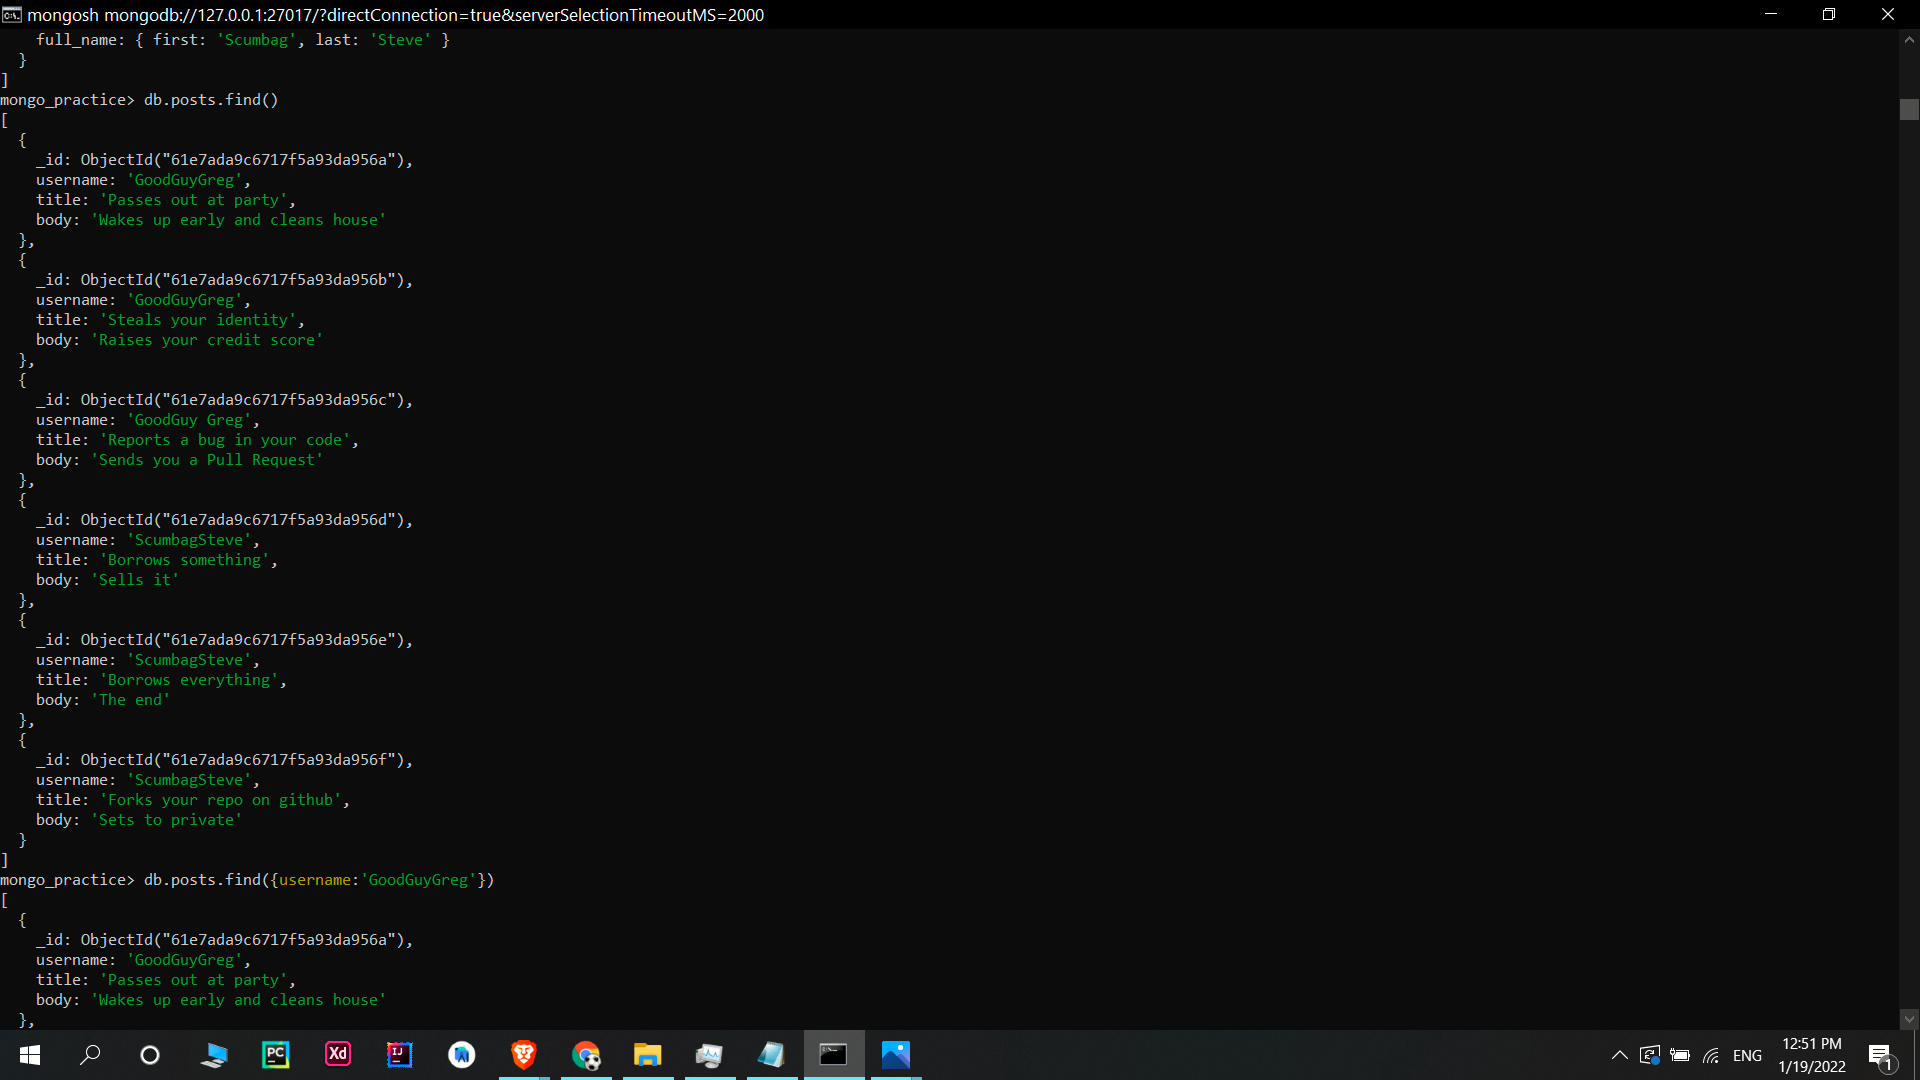 mongosh mongodb://127.0.0.1:27017/?directConnection=true&serverSelectionTimeoutMS=2000
    full_name: { first: 'Scumbag', last: 'Steve' }
  }
]
mongo_practice> db.posts.find()
[
  {
    _id: ObjectId("61e7ada9c6717f5a93da956a"),
    username: 'GoodGuyGreg',
    title: 'Passes out at party',
    body: 'Wakes up early and cleans house'
  },
  {
    _id: ObjectId("61e7ada9c6717f5a93da956b"),
    username: 'GoodGuyGreg',
    title: 'Steals your identity',
    body: 'Raises your credit score'
  },
  {
    _id: ObjectId("61e7ada9c6717f5a93da956c"),
    username: 'GoodGuy Greg',
    title: 'Reports a bug in your code',
    body: 'Sends you a Pull Request'
  },
  {
    _id: ObjectId("61e7ada9c6717f5a93da956d"),
    username: 'ScumbagSteve',
    title: 'Borrows something',
    body: 'Sells it'
  },
  {
    _id: ObjectId("61e7ada9c6717f5a93da956e"),
    username: 'ScumbagSteve',
    title: 'Borrows everything',
    body: 'The end'
  },
  {
    _id: ObjectId("61e7ada9c6717f5a93da956f"),
    username: 'ScumbagSteve',
    title: 'Forks your repo on github',
    body: 'Sets to private'
  }
]
mongo_practice> db.posts.find({username:'GoodGuyGreg'})
[
  {
    _id: ObjectId("61e7ada9c6717f5a93da956a"),
    username: 'GoodGuyGreg',
    title: 'Passes out at party',
    body: 'Wakes up early and cleans house'
  },
PC
Xd
IJ
ENG
12:51 PM
1/19/2022
1